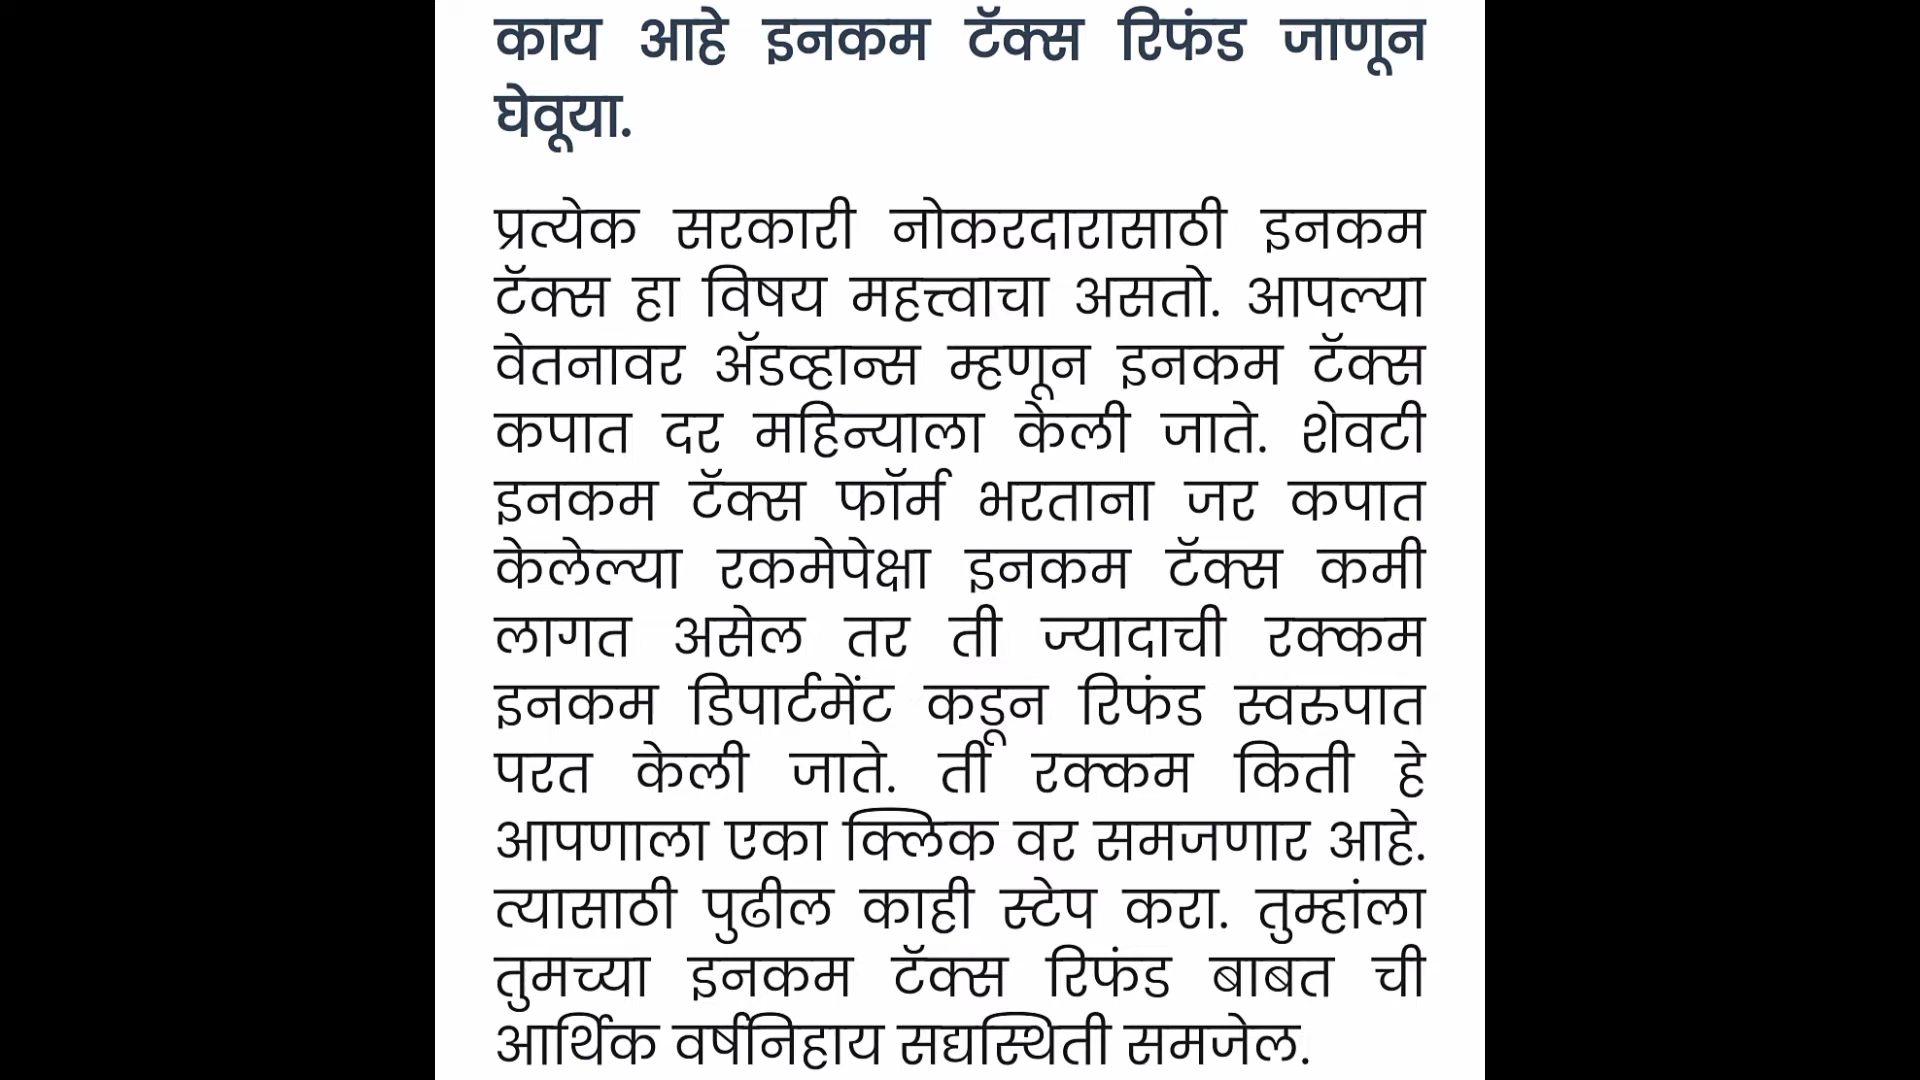 काय आहे इनकम टॅक्स रिफंड जाणून
घेवूया.
प्रत्येक सरकारी नोकरदारासाठी इनकम
टॅक्स हा विषय महत्त्वाचा असतो. आपल्या
वेतनावर ॲडव्हान्स म्हणून इनकम टॅक्स
कपात दर महिन्याला केली जाते. शेवटी
इनकम टॅक्स फॉर्म भरताना जर कपात
केलेल्या रकमेपेक्षा इनकम टॅक्स कमी
लागत असेल तर ती ज्यादाची रक्कम
इनकम डिपार्टमेंट कडून रिफंड स्वरुपात
परत केली जाते. ती रक्कम किती हे
आपणाला एका क्लिक वर समजणार आहे.
त्यासाठी पुढील काही स्टेप करा. तुम्हांला
तुमच्या इनकम टॅक्स रिफंड बाबत ची
आर्थिक वर्षनिहाय सद्यस्थिती समजेल.